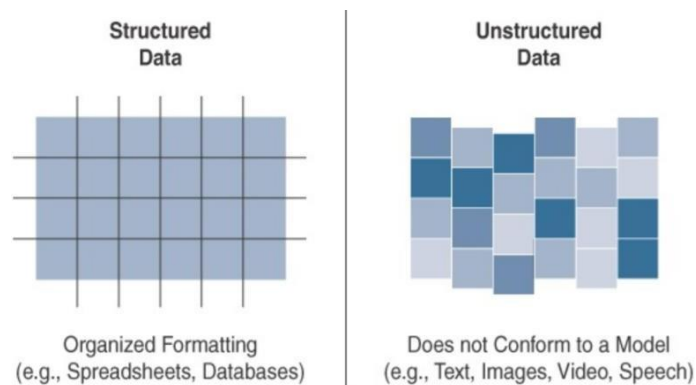 Structured
Data
Organized Formatting
(e.g., Spreadsheets, Databases)
Unstructured
Data
Does not Conform to a Model
(e.g., Text, Images, Video, Speech)